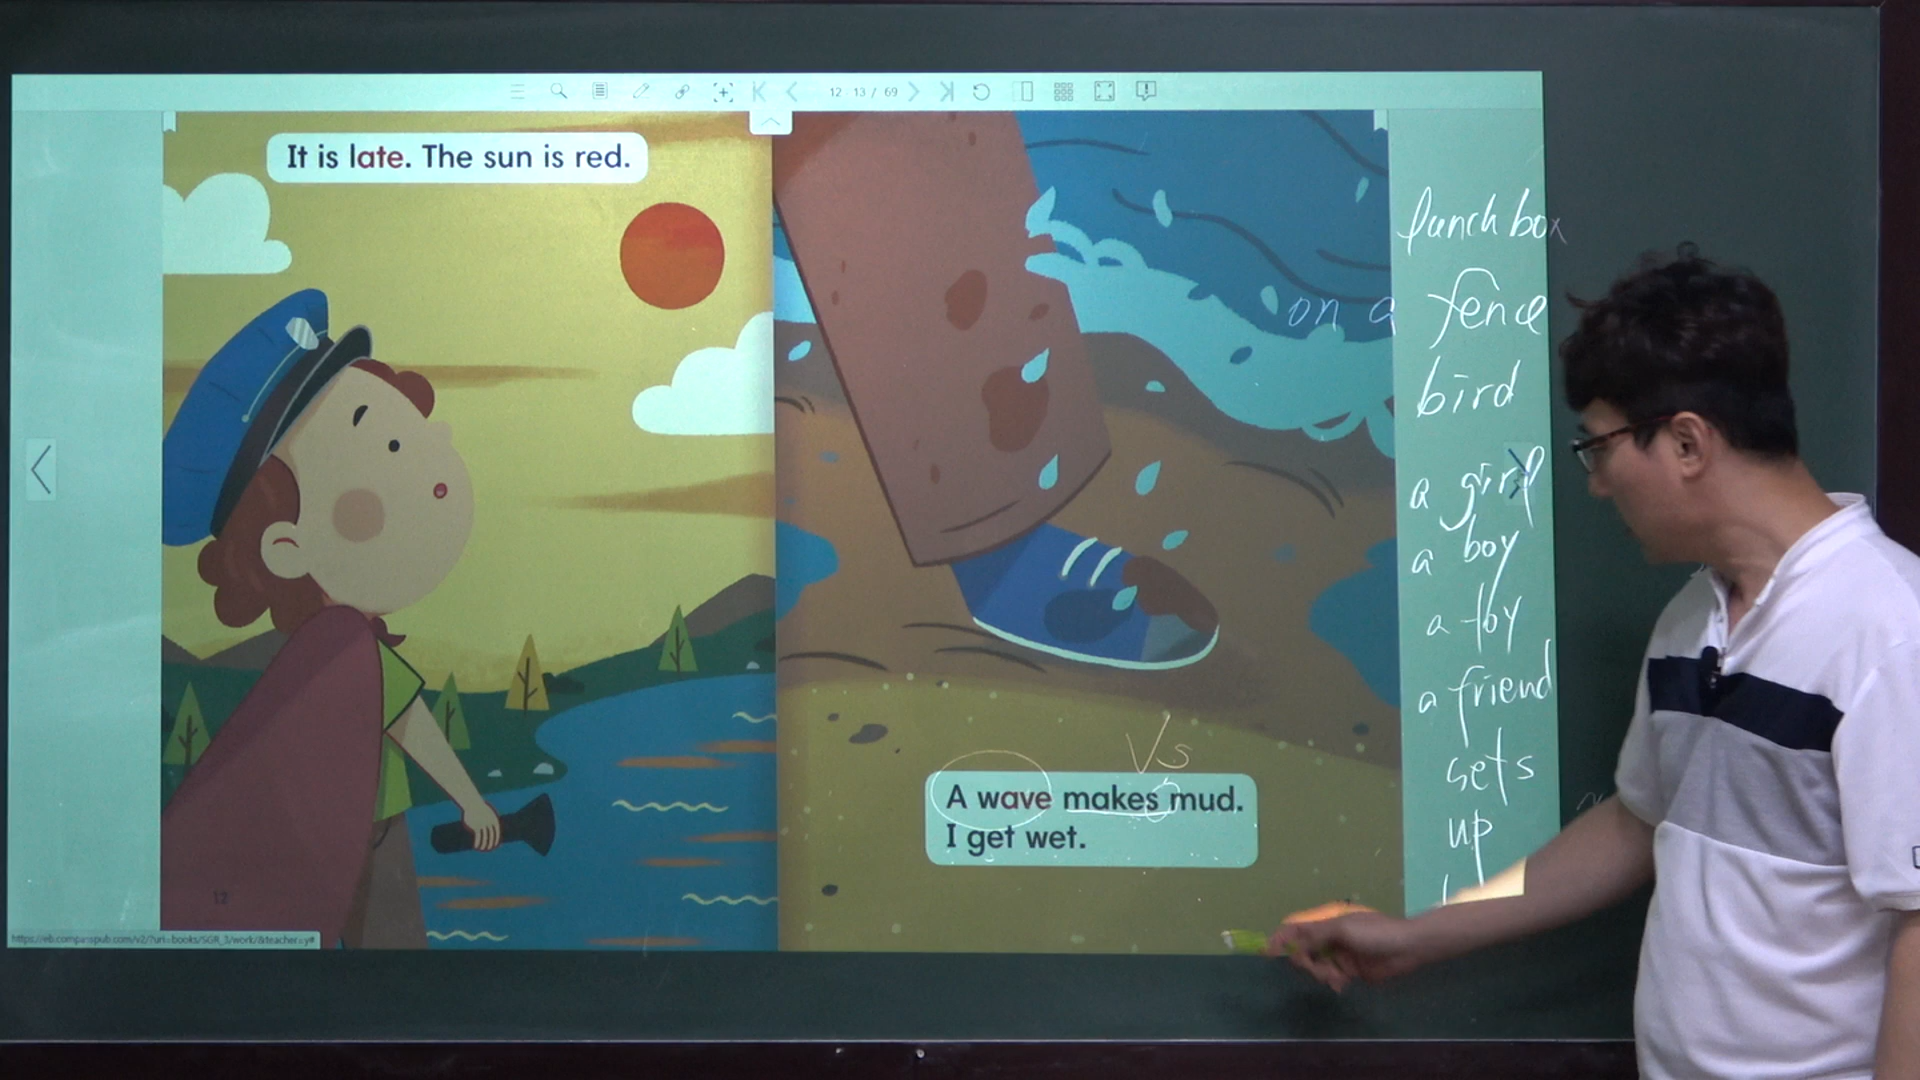 12 - 13 / 69
It is late. The sun is red.
lunch box
on a fence
bird
a girl
a boy
a toy
a friend
sets
up
Vs
A wave makes mud.
I get wet.
12